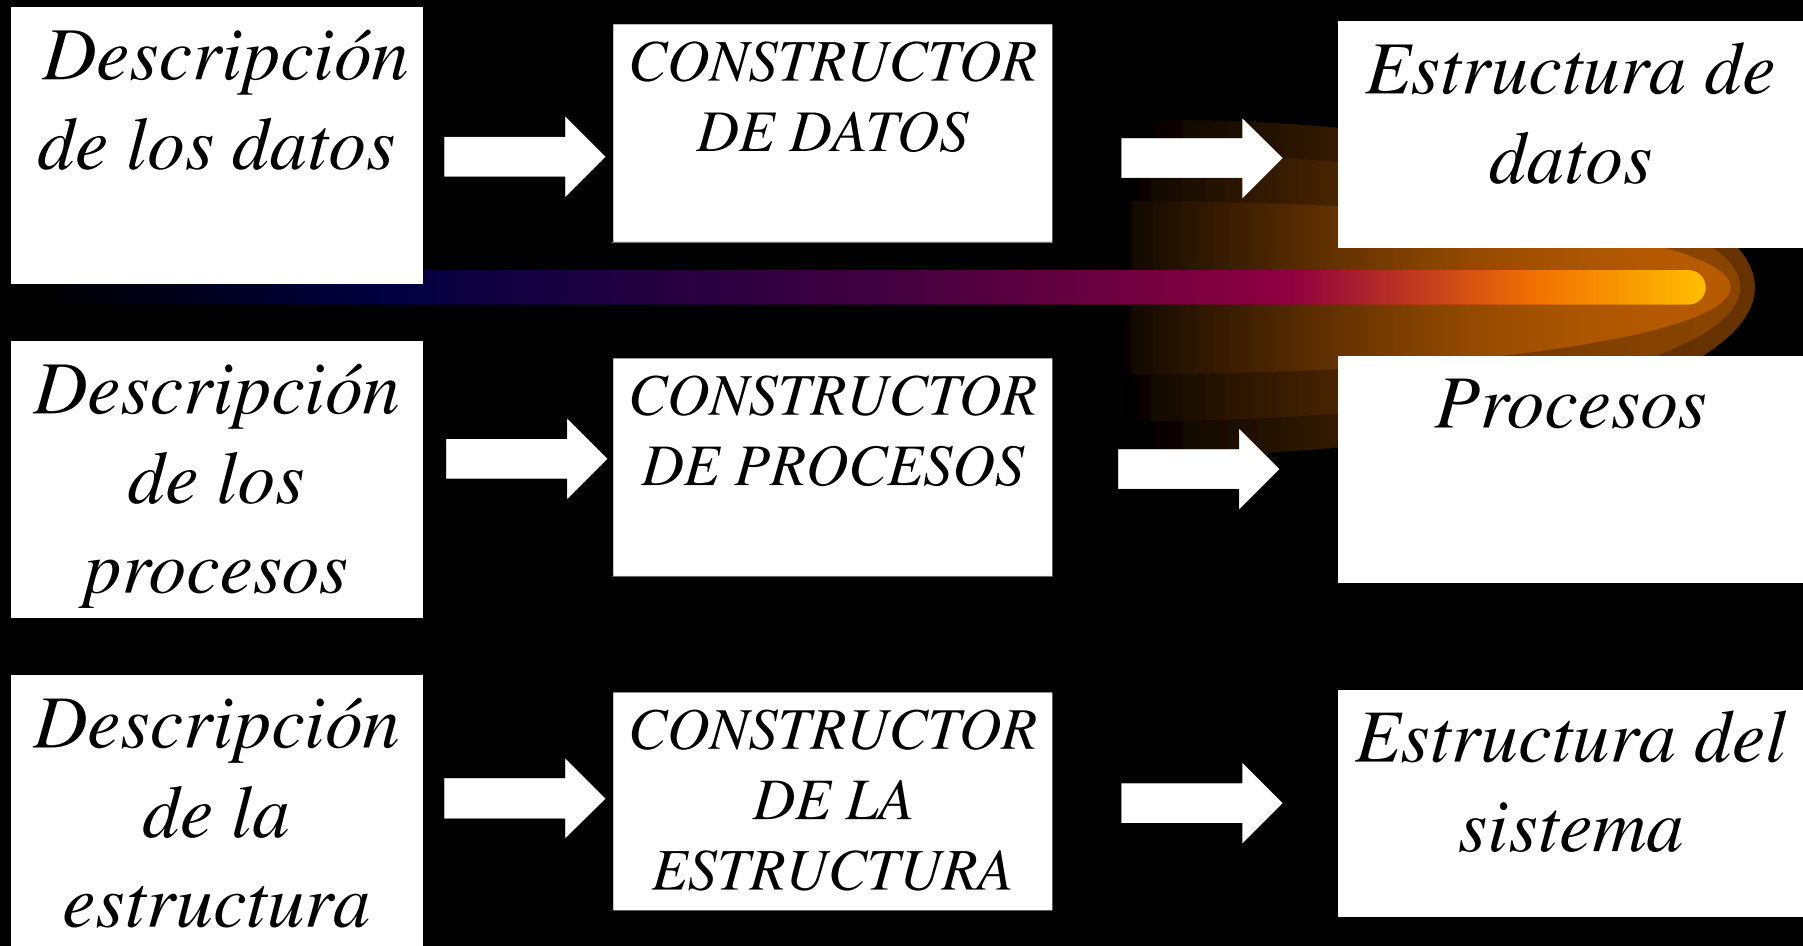 Descripción
de los datos
CONSTRUCTOR
DE DATOS
Estructura de
datos
Descripción
de los
procesos
CONSTRUCTOR
DE PROCESOS
Procesos
Descripción
de la
estructura
CONSTRUCTOR
DE LA
ESTRUCTURA
Estructura del
sistema